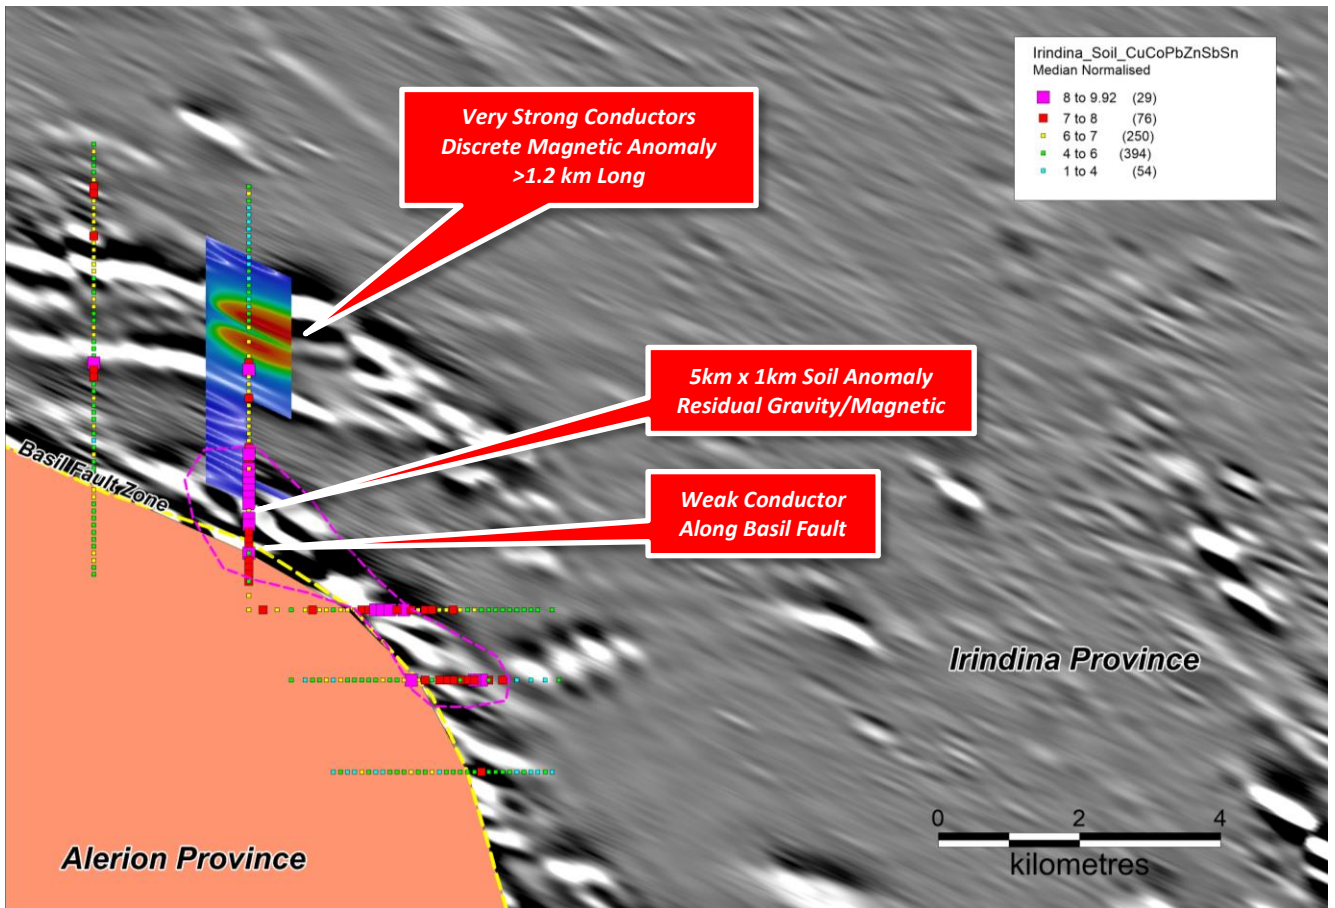 Irindina_Soil_CuCoPbZnSbSn
Median Normalised
8 to 9.92 (29)
7 to 8 (76)
6 to 7 (250)
4 to 6 (394)
1 to 4 (54)
Very Strong Conductors
Discrete Magnetic Anomaly
>1.2 km Long
5km x 1km Soil Anomaly
Residual Gravity/Magnetic
Basil Fault Zone
Weak Conductor
Along Basil Fault
Irindina Province
Alerion Province
0 2 4
kilometres